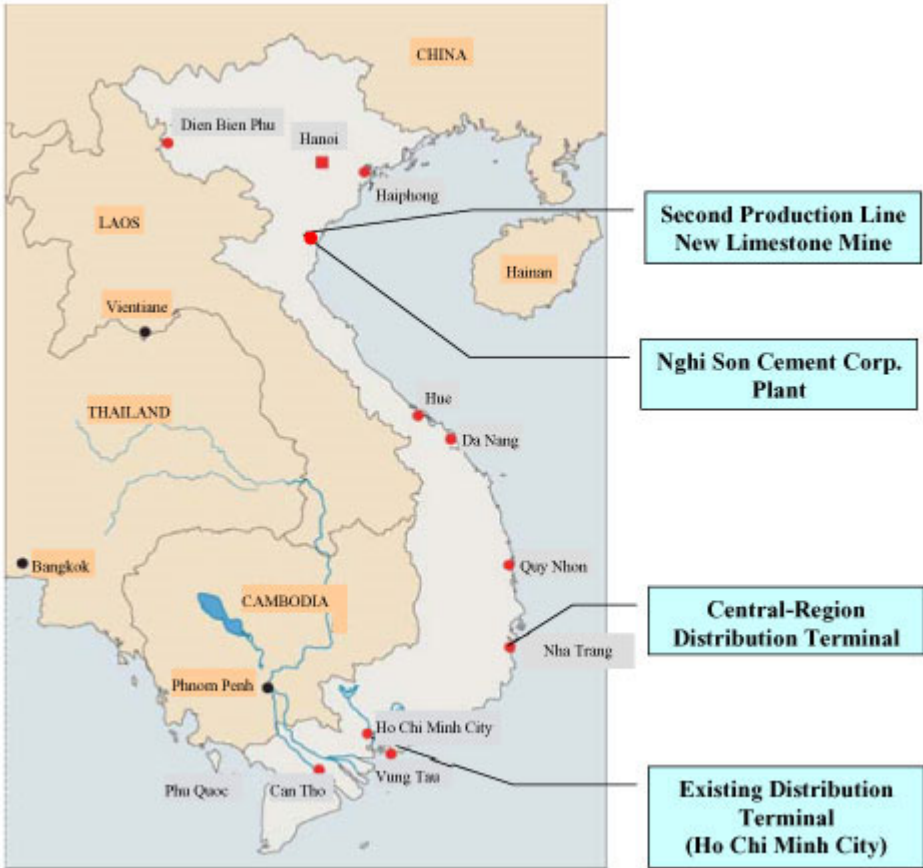 CHINA
Dien Bien Phu
Hanoi
Haiphong
LAOS
Hainan
Vientiane
THAILAND
Hue
Da Nang
Bangkok
Quy Nhon
CAMBODIA
Nha Trang
Phnom Penh
Ho Chi Minh City
Vung Tau
Phu Quoc
Can Tho
Second Production Line
New Limestone Mine
Nghi Son Cement Corp.
Plant
Central-Region
Distribution Terminal
Existing Distribution
Terminal
(Ho Chi Minh City)